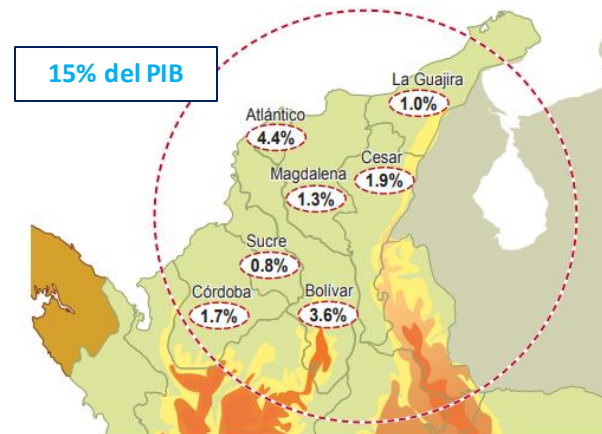 15% del PIB
La Guajira
1.0%
Atlántico
4.4%
Cesar
1.9%
Magdalena
1.3%
Sucre
0.8%
Córdoba
1.7%
Bolívar
3.6%